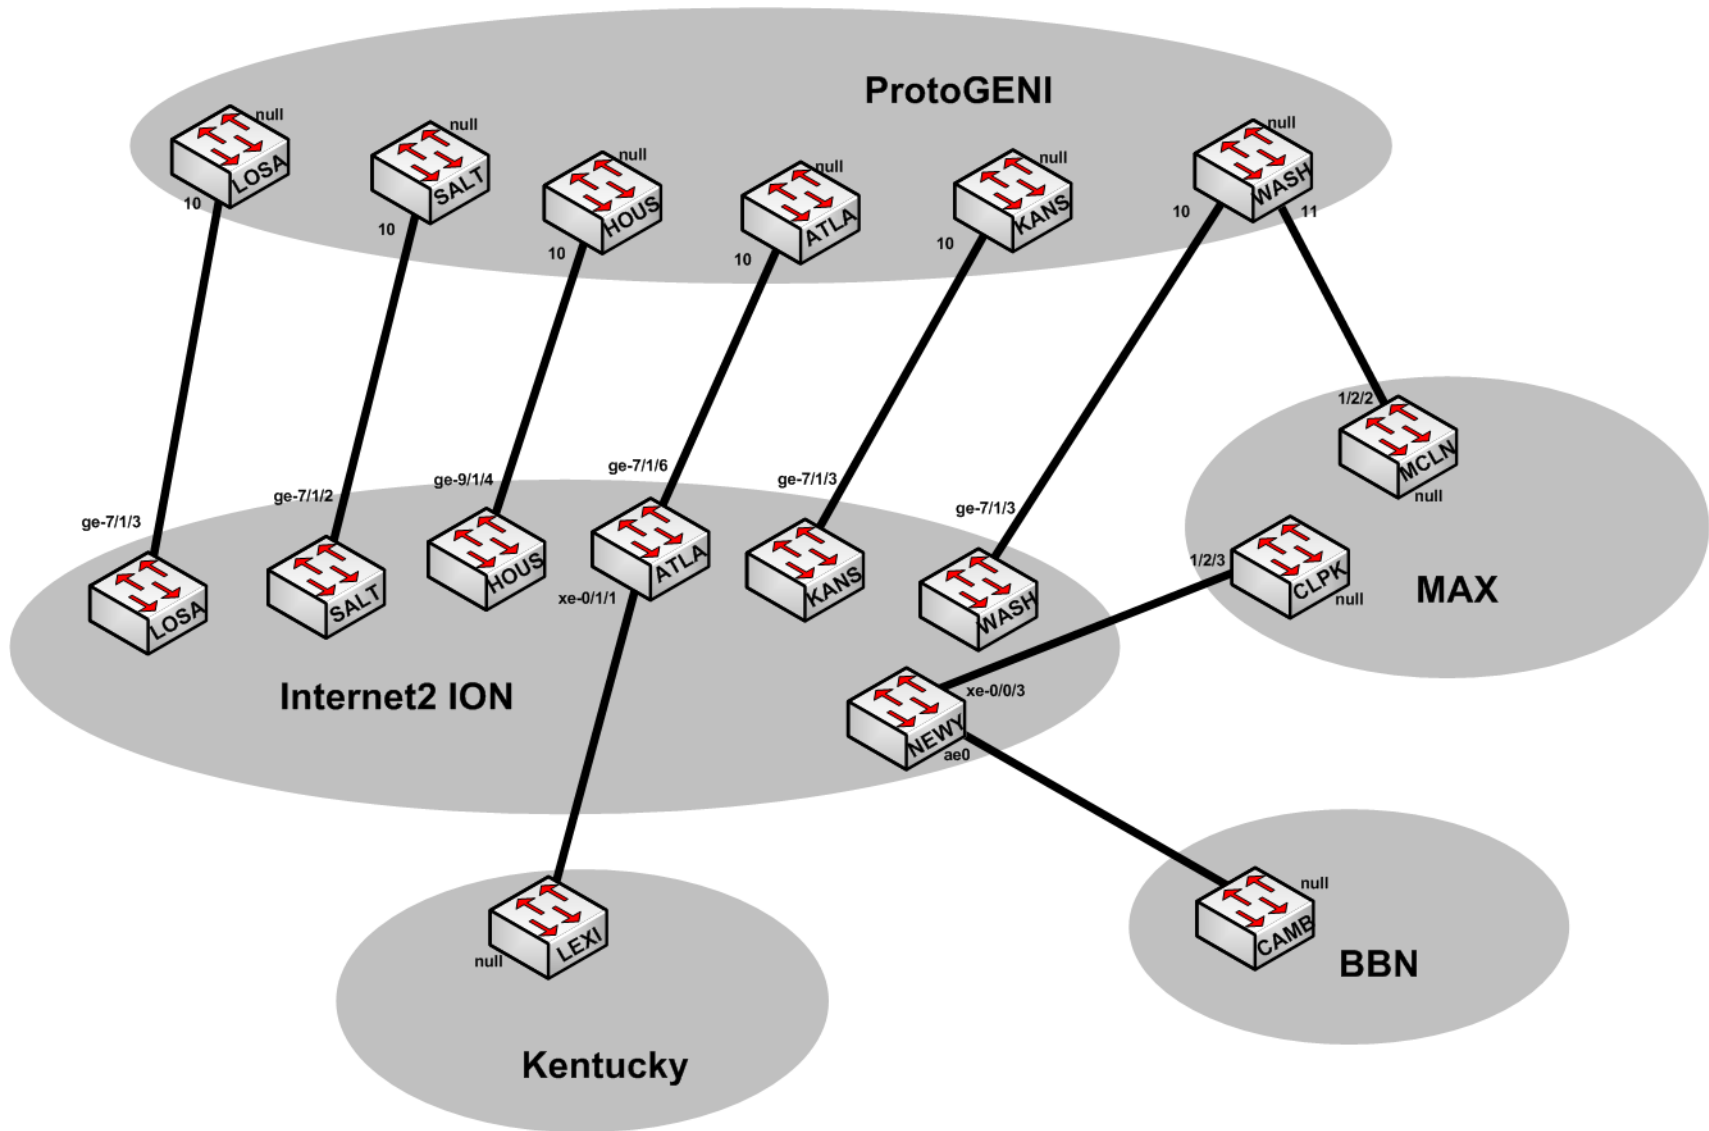 ProtoGENI
null
null
null
null
null
null
LOSA
SALT
HOUS
ATLA
KANS
WASH
10
10
10
10
10
10
11
1/2/2
MCLN
null
ge-7/1/3
ge-7/1/2
ge-9/1/4
ge-7/1/6
ge-7/1/3
ge-7/1/3
1/2/3
CLPK
null
MAX
LOSA
SALT
HOUS
ATLA
KANS
WASH
xe-0/1/1
Internet2 ION
xe-0/0/3
NEWY
ae0
LEXI
null
Kentucky
null
CAMB
BBN